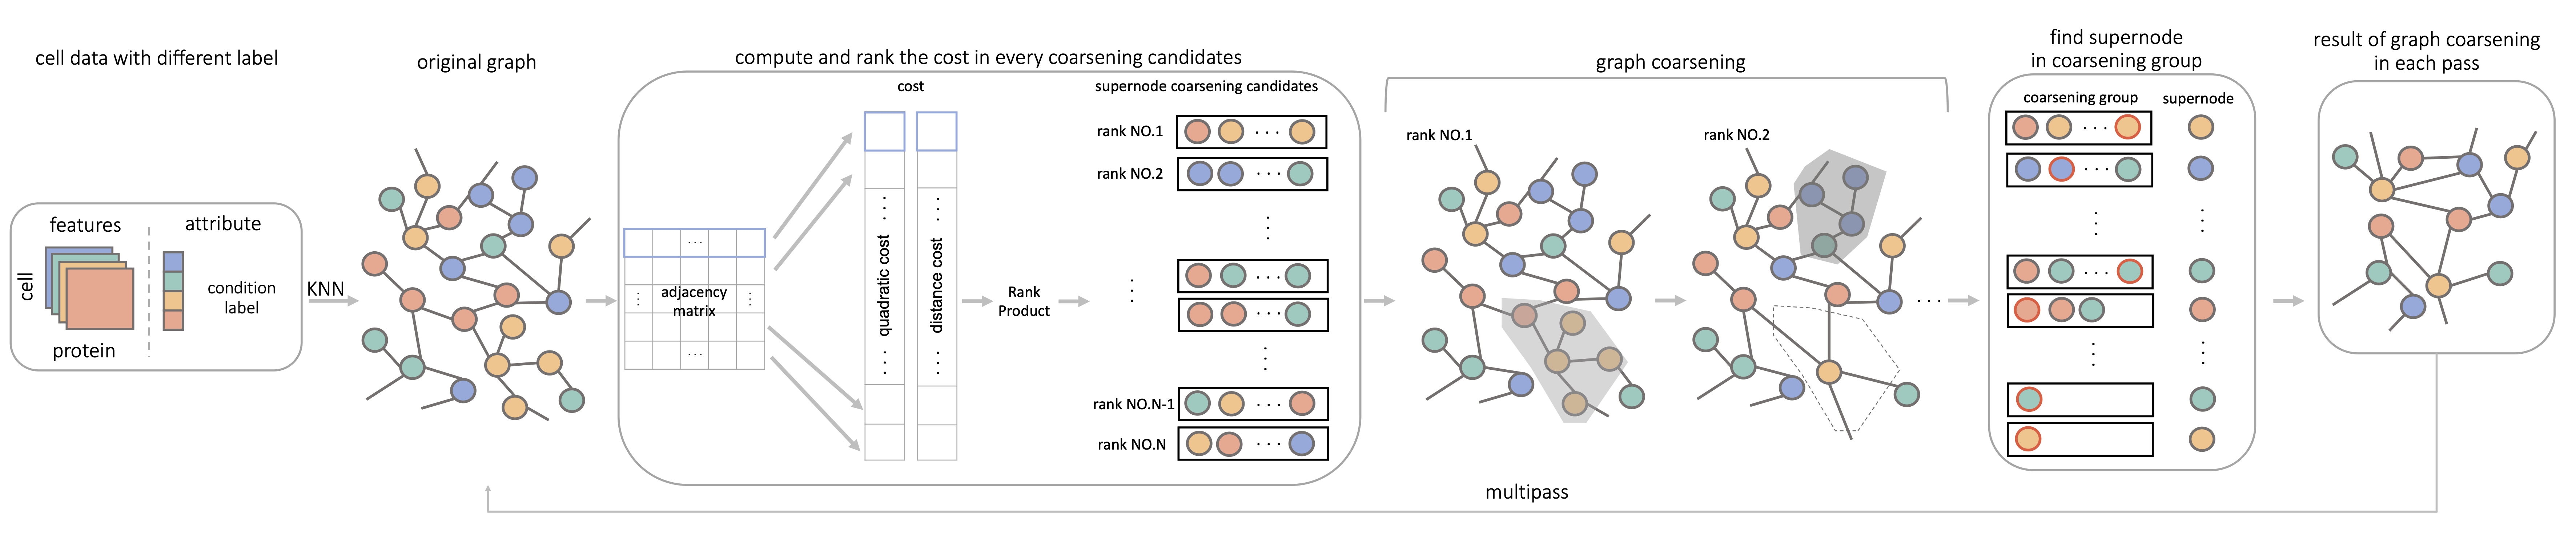 cell data with different label
features
attribute
cell
condition
label
protein
KNN
original graph
compute and rank the cost in every coarsening candidates
cost
adjacency
matrix
...
...
quadratic cost
distance cost
Rank
Product
supernode coarsening candidates
rank NO.1
rank NO.2
rank NO.N-1
rank NO.N
graph coarsening
rank NO.1
rank NO.2
...
find supernode
in coarsening group
coarsening group
supernode
result of graph coarsening
in each pass
multipass